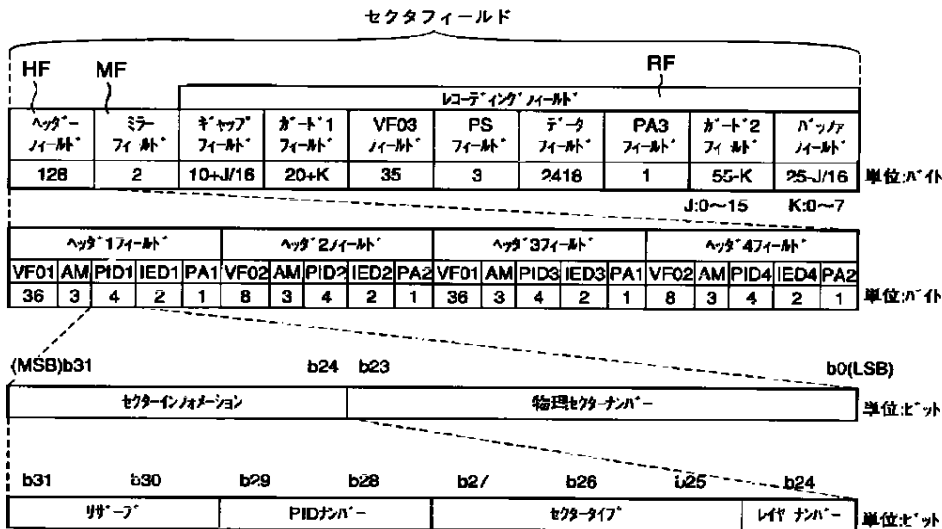 セクタフィールド
HF MF RF
レコーディングフィールド
ヘッダーフィールド ミラーフィールド ギャップフィールド ガード1フィールド VF03フィールド PSフィールド データフィールド PA3フィールド ガード2フィールド バッファフィールド
128 2 10+J/16 20+K 35 3 2418 1 55-K 25-J/16 単位:バイト
J:0～15 K:0～7
ヘッダ1フィールド ヘッダ2フィールド ヘッダ3フィールド ヘッダ4フィールド
VF01 AM PID1 IED1 PA1 VF02 AM PID2 IED2 PA2 VF01 AM PID3 IED3 PA1 VF02 AM PID4 IED4 PA2
36 3 4 2 1 8 3 4 2 1 36 3 4 2 1 8 3 4 2 1 単位:バイト
(MSB)b31 b24 b23 b0(LSB)
セクターインフォメーション 物理セクターナンバー 単位:ビット
b31 b30 b29 b28 b27 b26 b25 b24
リザーブ PIDナンバー セクタータイプ レイヤナンバー 単位:ビット